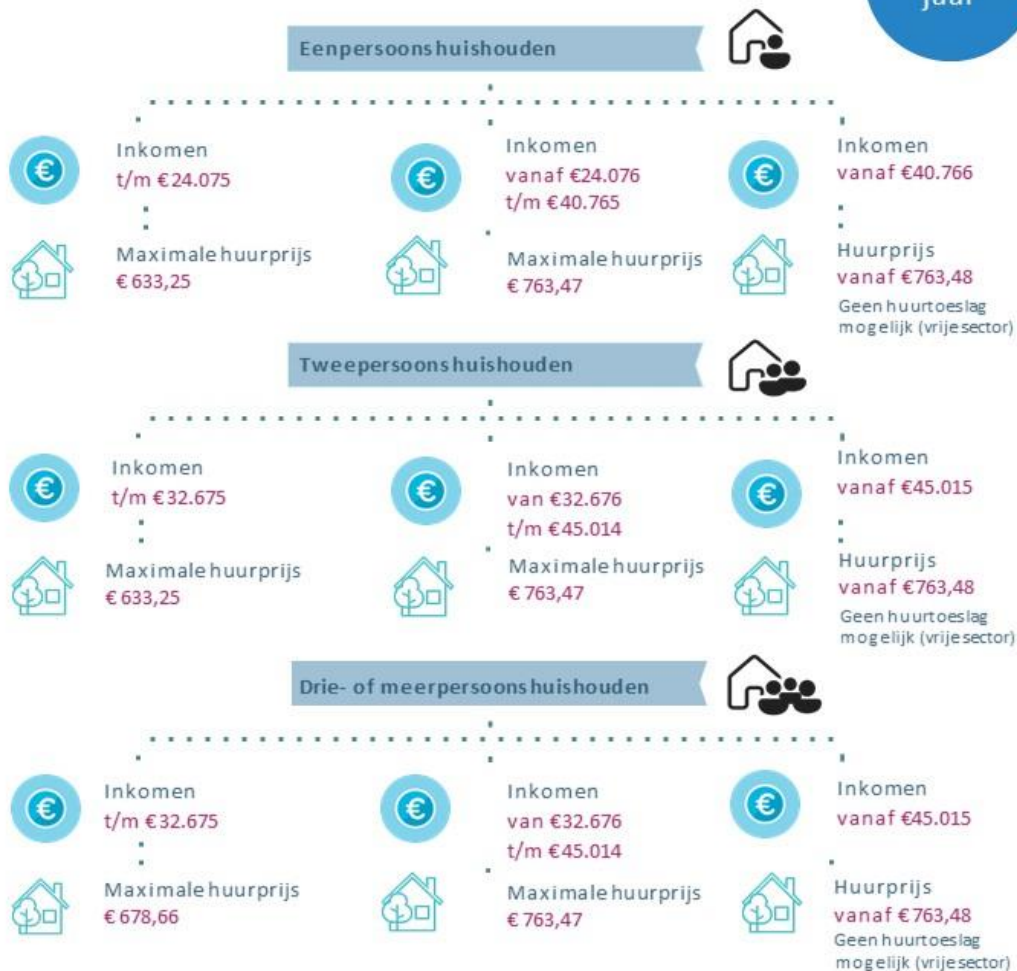 jaar
Eenpersoonshuishouden
Inkomen
t/m €24.075
Maximale huurprijs
€ 633,25
Inkomen
vanaf €24.076
t/m €40.765
Maximale huurprijs
€ 763,47
Inkomen
vanaf €40.766
Huurprijs
vanaf €763,48
Geen huurtoeslag
mogelijk (vrije sector)
Tweepersoonshuishouden
Inkomen
t/m €32.675
Maximale huurprijs
€ 633,25
Inkomen
van €32.676
t/m €45.014
Maximale huurprijs
€ 763,47
Inkomen
vanaf €45.015
Huurprijs
vanaf €763,48
Geen huurtoeslag
mogelijk (vrije sector)
Drie- of meerpersoonshuishouden
Inkomen
t/m €32.675
Maximale huurprijs
€ 678,66
Inkomen
van €32.676
t/m €45.014
Maximale huurprijs
€ 763,47
Inkomen
vanaf €45.015
Huurprijs
vanaf €763,48
Geen huurtoeslag
mogelijk (vrije sector)